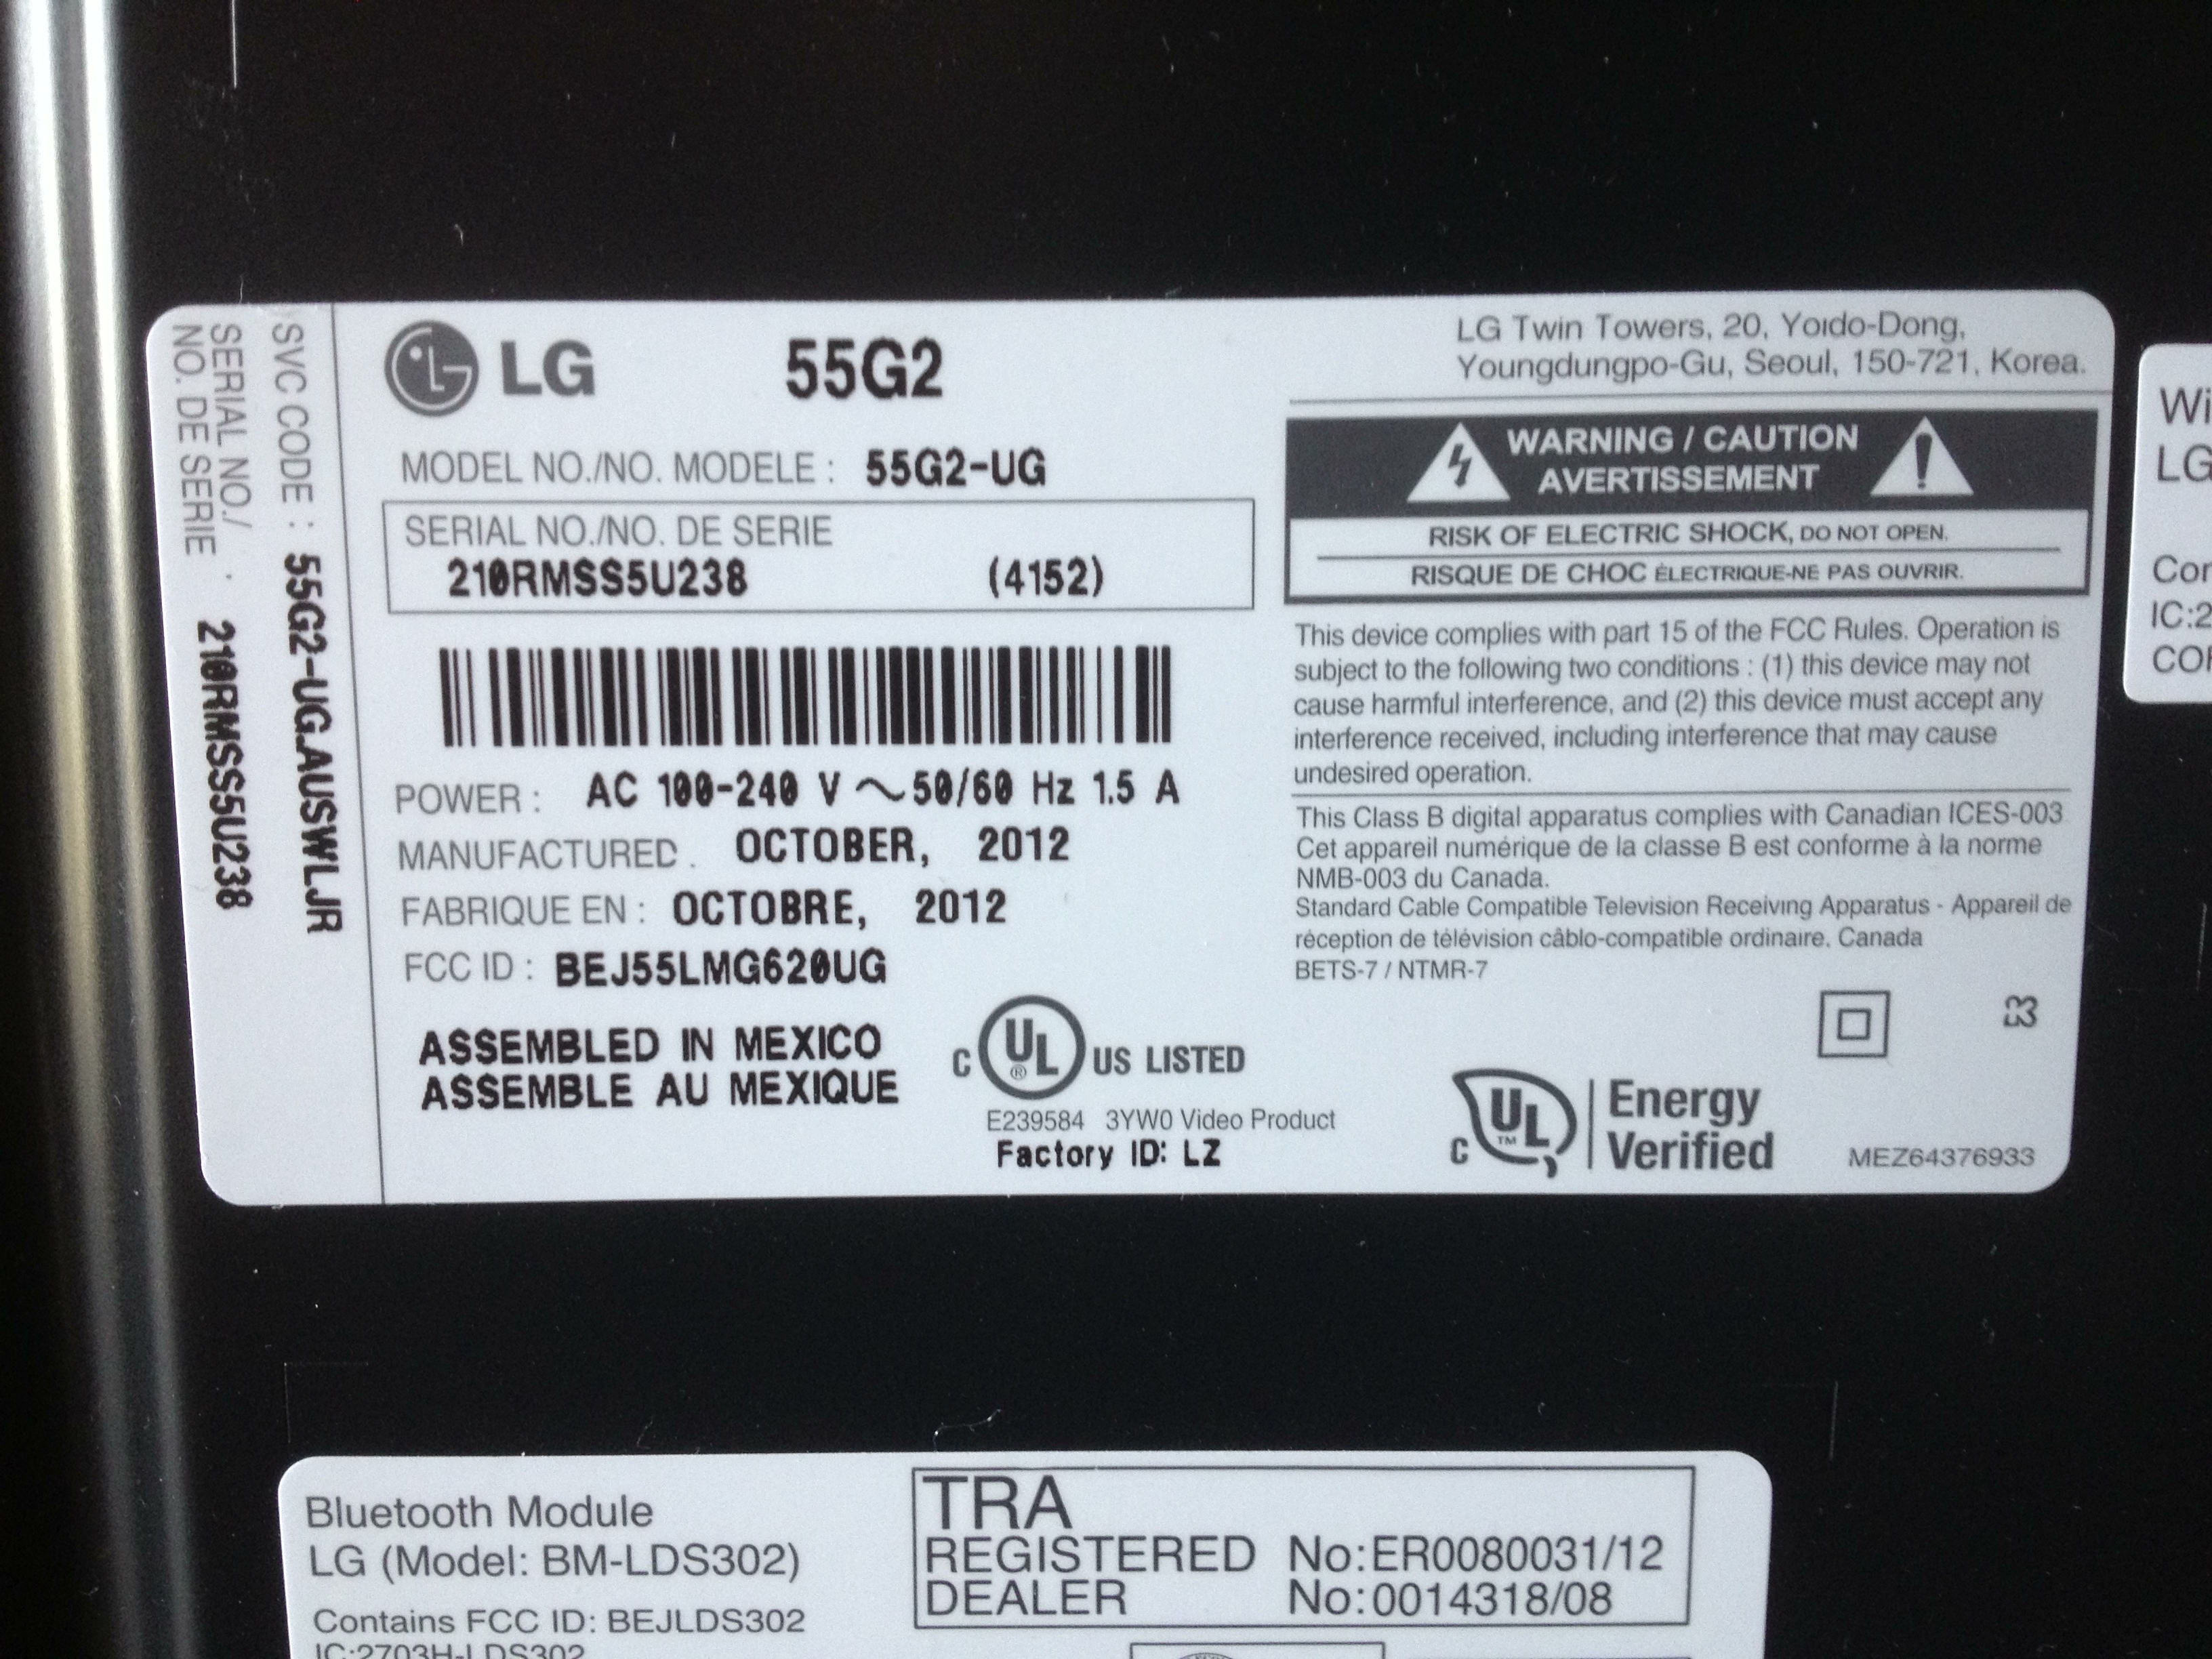 SVC CODE : 55G2-UG.AUSWLJR
SERIAL NO./
NO. DE SERIE : 210RMSS5U238
LG 55G2
MODEL NO./NO. MODELE : 55G2-UG
SERIAL NO./NO. DE SERIE
210RMSS5U238 (4152)
POWER : AC 100-240 V ~ 50/60 Hz 1.5 A
MANUFACTURED : OCTOBER, 2012
FABRIQUE EN : OCTOBRE, 2012
FCC ID : BEJ55LMG620UG
ASSEMBLED IN MEXICO
ASSEMBLE AU MEXIQUE
C UL ® US LISTED
E239584 3YW0 Video Product
Factory ID: LZ
LG Twin Towers, 20, Yoido-Dong,
Youngdungpo-Gu, Seoul, 150-721, Korea.
WARNING / CAUTION
AVERTISSEMENT
RISK OF ELECTRIC SHOCK, DO NOT OPEN.
RISQUE DE CHOC ÉLECTRIQUE-NE PAS OUVRIR.
This device complies with part 15 of the FCC Rules. Operation is
subject to the following two conditions : (1) this device may not
cause harmful interference, and (2) this device must accept any
interference received, including interference that may cause
undesired operation.
This Class B digital apparatus complies with Canadian ICES-003
Cet appareil numérique de la classe B est conforme à la norme
NMB-003 du Canada.
Standard Cable Compatible Television Receiving Apparatus - Appareil de
réception de télévision câblo-compatible ordinaire, Canada
BETS-7 / NTMR-7
C UL ™ Energy
Verified
MEZ64376933
Wi
LG
Con
IC:2
Bluetooth Module
LG (Model: BM-LDS302)
Contains FCC ID: BEJLDS302
IC:2703H-LDS302
TRA
REGISTERED No:ER0080031/12
DEALER No:0014318/08